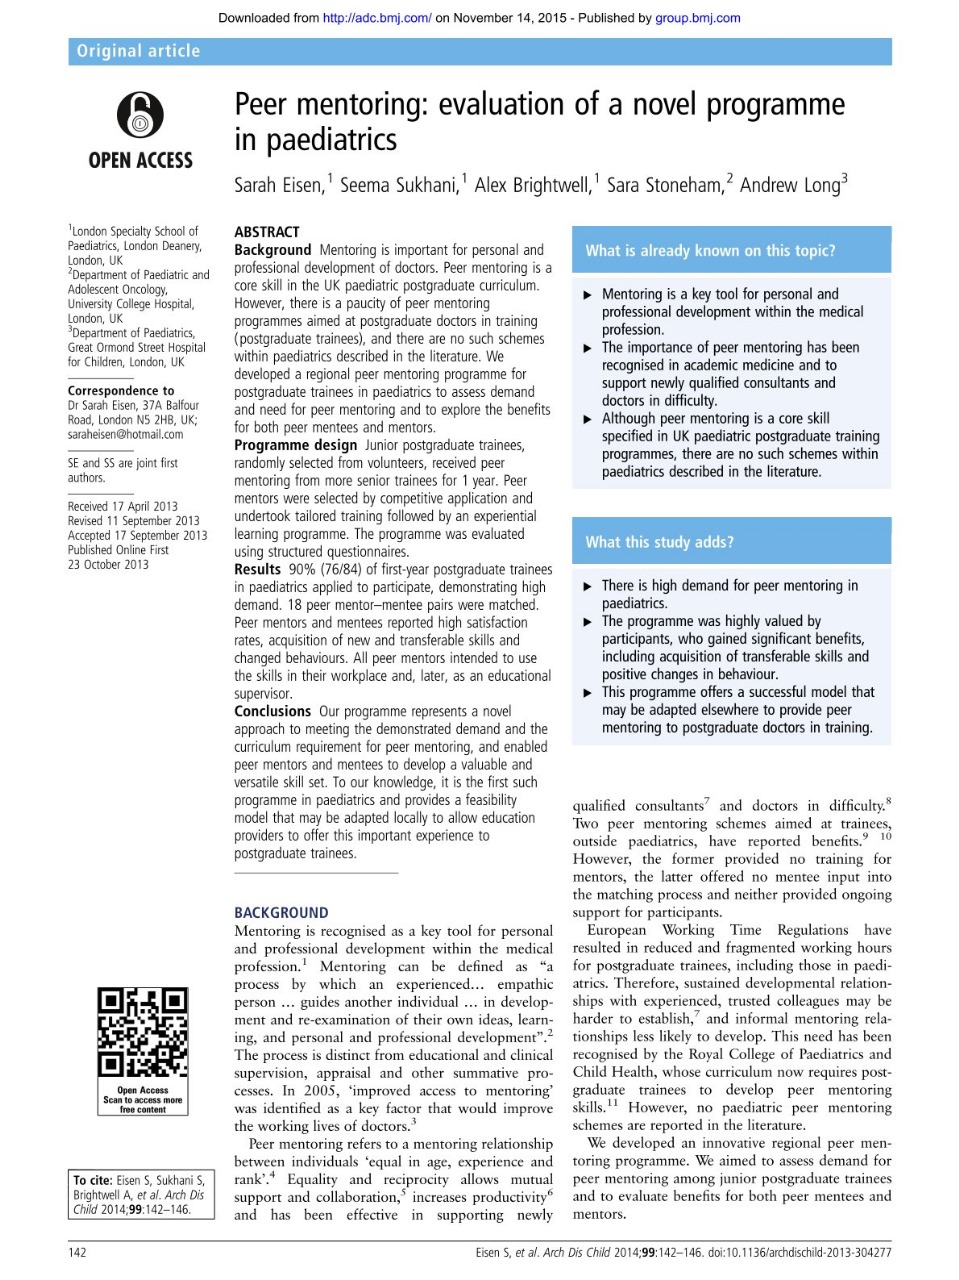 Downloaded from http://adc.bmj.com/ on November 14, 2015 - Published by group.bmj.com
Original article
OPEN ACCESS
Peer mentoring: evaluation of a novel programme
in paediatrics
Sarah Eisen,1 Seema Sukhani,1 Alex Brightwell,1 Sara Stoneham,2 Andrew Long3
1London Specialty School of
Paediatrics, London Deanery,
London, UK
2Department of Paediatric and
Adolescent Oncology,
University College Hospital,
London, UK
3Department of Paediatrics,
Great Ormond Street Hospital
for Children, London, UK
Correspondence to
Dr Sarah Eisen, 37A Balfour
Road, London N5 2HB, UK;
saraheisen@hotmail.com
SE and SS are joint first
authors.
Received 17 April 2013
Revised 11 September 2013
Accepted 17 September 2013
Published Online First
23 October 2013
Open Access
Scan to access more
free content
To cite: Eisen S, Sukhani S,
Brightwell A, et al. Arch Dis
Child 2014;99:142–146.
ABSTRACT
Background Mentoring is important for personal and
professional development of doctors. Peer mentoring is a
core skill in the UK paediatric postgraduate curriculum.
However, there is a paucity of peer mentoring
programmes aimed at postgraduate doctors in training
(postgraduate trainees), and there are no such schemes
within paediatrics described in the literature. We
developed a regional peer mentoring programme for
postgraduate trainees in paediatrics to assess demand
and need for peer mentoring and to explore the benefits
for both peer mentees and mentors.
Programme design Junior postgraduate trainees,
randomly selected from volunteers, received peer
mentoring from more senior trainees for 1 year. Peer
mentors were selected by competitive application and
undertook tailored training followed by an experiential
learning programme. The programme was evaluated
using structured questionnaires.
Results 90% (76/84) of first-year postgraduate trainees
in paediatrics applied to participate, demonstrating high
demand. 18 peer mentor–mentee pairs were matched.
Peer mentors and mentees reported high satisfaction
rates, acquisition of new and transferable skills and
changed behaviours. All peer mentors intended to use
the skills in their workplace and, later, as an educational
supervisor.
Conclusions Our programme represents a novel
approach to meeting the demonstrated demand and the
curriculum requirement for peer mentoring, and enabled
peer mentors and mentees to develop a valuable and
versatile skill set. To our knowledge, it is the first such
programme in paediatrics and provides a feasibility
model that may be adapted locally to allow education
providers to offer this important experience to
postgraduate trainees.
BACKGROUND
Mentoring is recognised as a key tool for personal
and professional development within the medical
profession.1 Mentoring can be defined as “a
process by which an experienced… empathic
person … guides another individual … in develop-
ment and re-examination of their own ideas, learn-
ing, and personal and professional development”.2
The process is distinct from educational and clinical
supervision, appraisal and other summative pro-
cesses. In 2005, ‘improved access to mentoring’
was identified as a key factor that would improve
the working lives of doctors.3
Peer mentoring refers to a mentoring relationship
between individuals ‘equal in age, experience and
rank’.4 Equality and reciprocity allows mutual
support and collaboration,5 increases productivity6
and has been effective in supporting newly
What is already known on this topic?
▶ Mentoring is a key tool for personal and
professional development within the medical
profession.
▶ The importance of peer mentoring has been
recognised in academic medicine and to
support newly qualified consultants and
doctors in difficulty.
▶ Although peer mentoring is a core skill
specified in UK paediatric postgraduate training
programmes, there are no such schemes within
paediatrics described in the literature.
What this study adds?
▶ There is high demand for peer mentoring in
paediatrics.
▶ The programme was highly valued by
participants, who gained significant benefits,
including acquisition of transferable skills and
positive changes in behaviour.
▶ This programme offers a successful model that
may be adapted elsewhere to provide peer
mentoring to postgraduate doctors in training.
qualified consultants7 and doctors in difficulty.8
Two peer mentoring schemes aimed at trainees,
outside paediatrics, have reported benefits.9 10
However, the former provided no training for
mentors, the latter offered no mentee input into
the matching process and neither provided ongoing
support for participants.
European Working Time Regulations have
resulted in reduced and fragmented working hours
for postgraduate trainees, including those in paedi-
atrics. Therefore, sustained developmental relation-
ships with experienced, trusted colleagues may be
harder to establish,7 and informal mentoring rela-
tionships less likely to develop. This need has been
recognised by the Royal College of Paediatrics and
Child Health, whose curriculum now requires post-
graduate trainees to develop peer mentoring
skills.11 However, no paediatric peer mentoring
schemes are reported in the literature.
We developed an innovative regional peer men-
toring programme. We aimed to assess demand for
peer mentoring among junior postgraduate trainees
and to evaluate benefits for both peer mentees and
mentors.
142
Eisen S, et al. Arch Dis Child 2014;99:142–146. doi:10.1136/archdischild-2013-304277